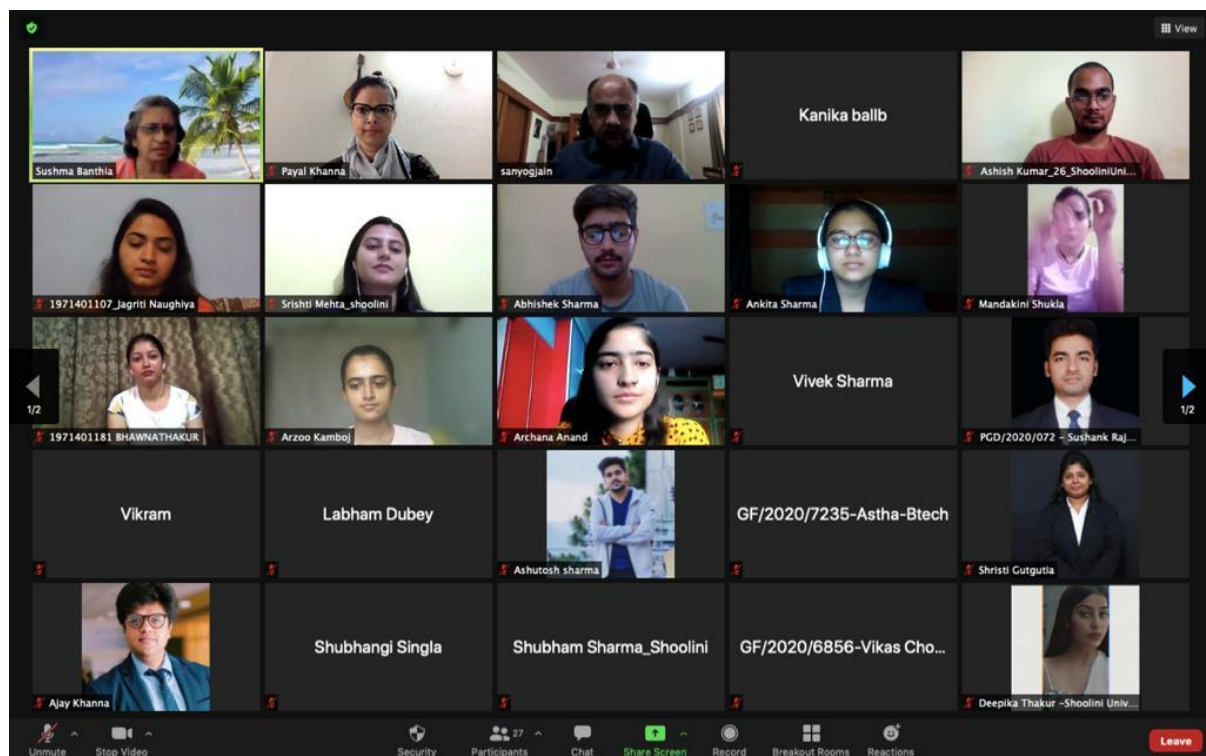 View
Sushma Banthia
Payal Khanna
sanyogjain
Kanika ballb
Ashish Kumar_26_ShooliniUni...
1971401107_Jagriti Naughiya
Srishti Mehta_shoolini
Abhishek Sharma
Ankita Sharma
Mandakini Shukla
1/2
1971401181 BHAWNATHAKUR
Arzoo Kamboj
Archana Anand
Vivek Sharma
PGD/2020/072 – Sushank Raj...
1/2
Vikram
Labham Dubey
Ashutosh sharma
GF/2020/7235-Astha-Btech
Shristi Gutgutia
Ajay Khanna
Shubhangi Singla
Shubham Sharma_Shoolini
GF/2020/6856-Vikas Cho...
Deepika Thakur -Shoolini Univ...
Unmute
Stop Video
Security
Participants
27
Chat
Share Screen
Record
Breakout Rooms
Reactions
Leave